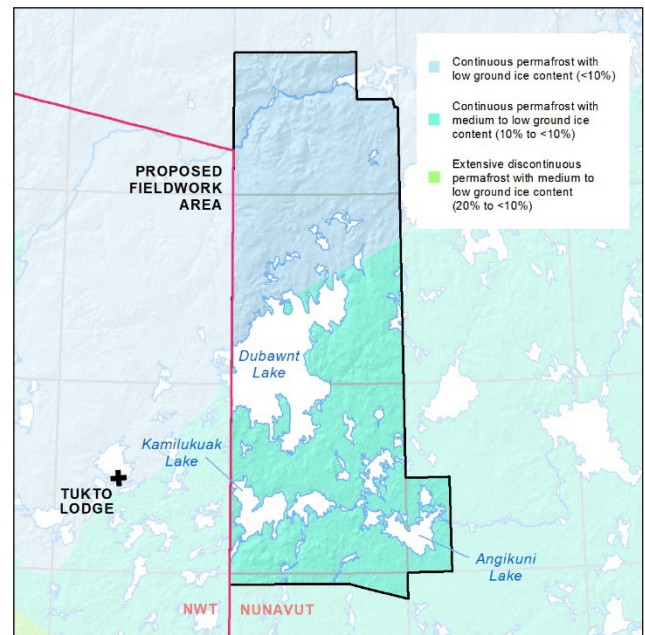 Continuous permafrost with
low ground ice content (<10%)
Continuous permafrost with
medium to low ground ice
content (10% to <10%)
Extensive discontinuous
permafrost with medium to
low ground ice content
(20% to <10%)
PROPOSED
FIELDWORK
AREA
Dubawnt
Lake
Kamilukuak
Lake
TUKTO
LODGE
Angikuni
Lake
NWT
NUNAVUT